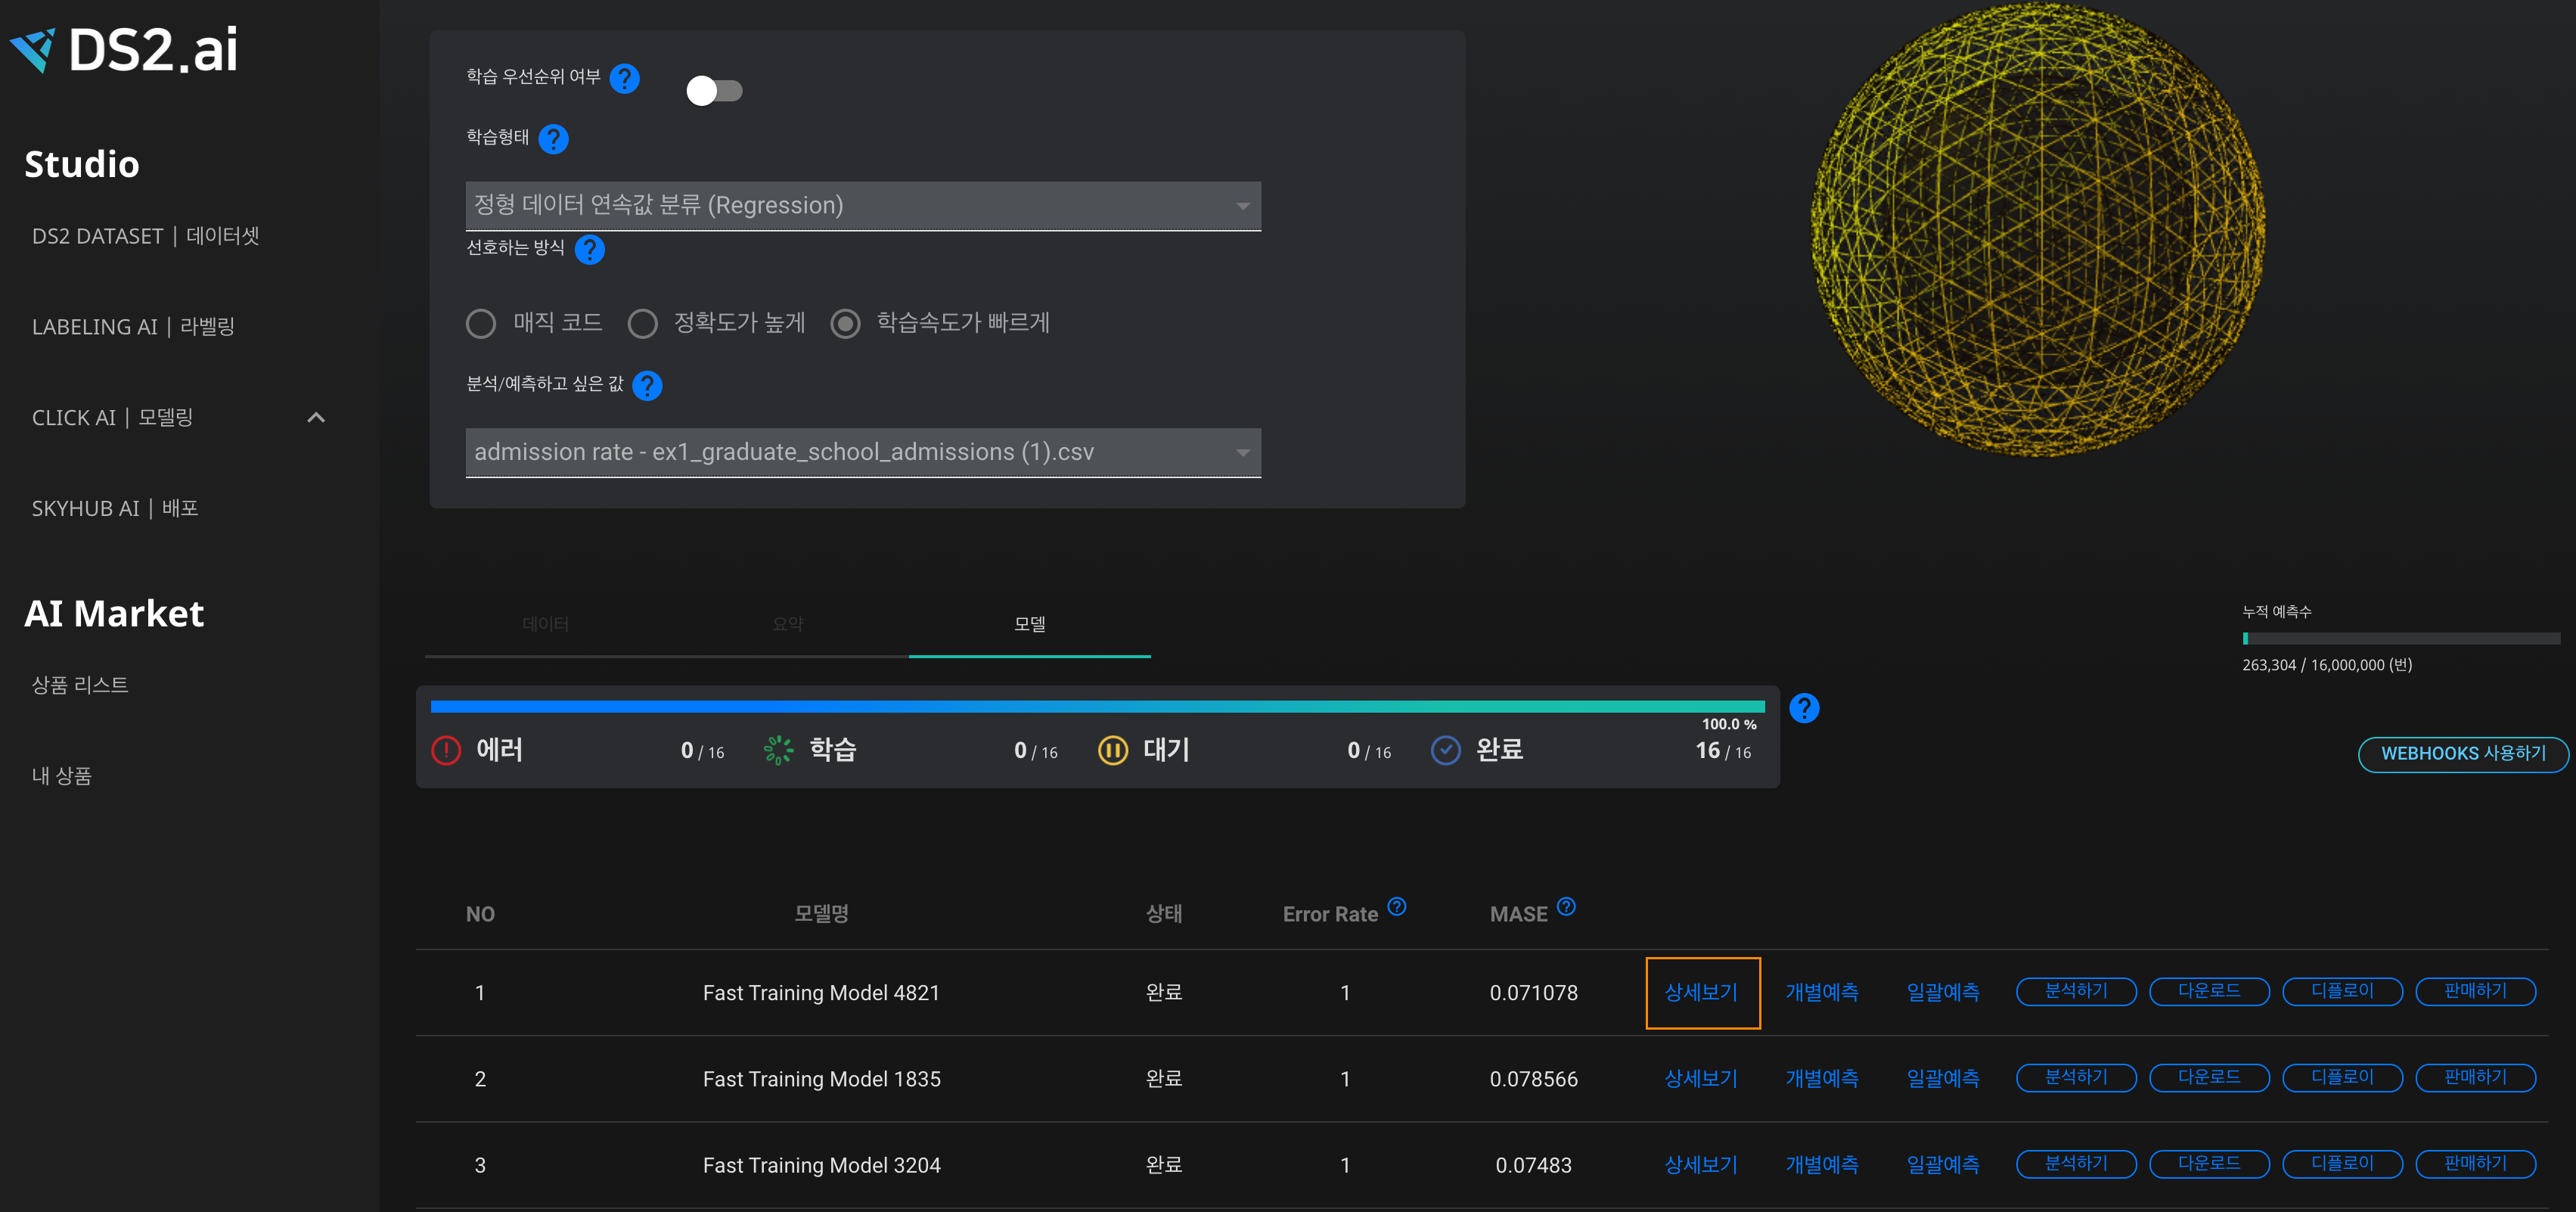 DS2.ai
Studio
DS2 DATASET | 데이터셋
LABELING AI | 라벨링
CLICK AI | 모델링
SKYHUB AI | 배포
AI Market
상품 리스트
내 상품
학습 우선순위 여부 ?
학습형태 ?
정형 데이터 연속값 분류 (Regression)
선호하는 방식 ?
매직 코드 정확도가 높게 학습속도가 빠르게
분석/예측하고 싶은 값 ?
admission rate - ex1_graduate_school_admissions (1).csv
데이터 요약 모델
누적 예측수
263,304 / 16,000,000 (번)
100.0 %
?
에러 0 / 16 학습 0 / 16 대기 0 / 16 완료 16 / 16
WEBHOOKS 사용하기
NO 모델명 상태 Error Rate ? MASE ?
1 Fast Training Model 4821 완료 1 0.071078 상세보기 개별예측 일괄예측 분석하기 다운로드 디플로이 판매하기
2 Fast Training Model 1835 완료 1 0.078566 상세보기 개별예측 일괄예측 분석하기 다운로드 디플로이 판매하기
3 Fast Training Model 3204 완료 1 0.07483 상세보기 개별예측 일괄예측 분석하기 다운로드 디플로이 판매하기